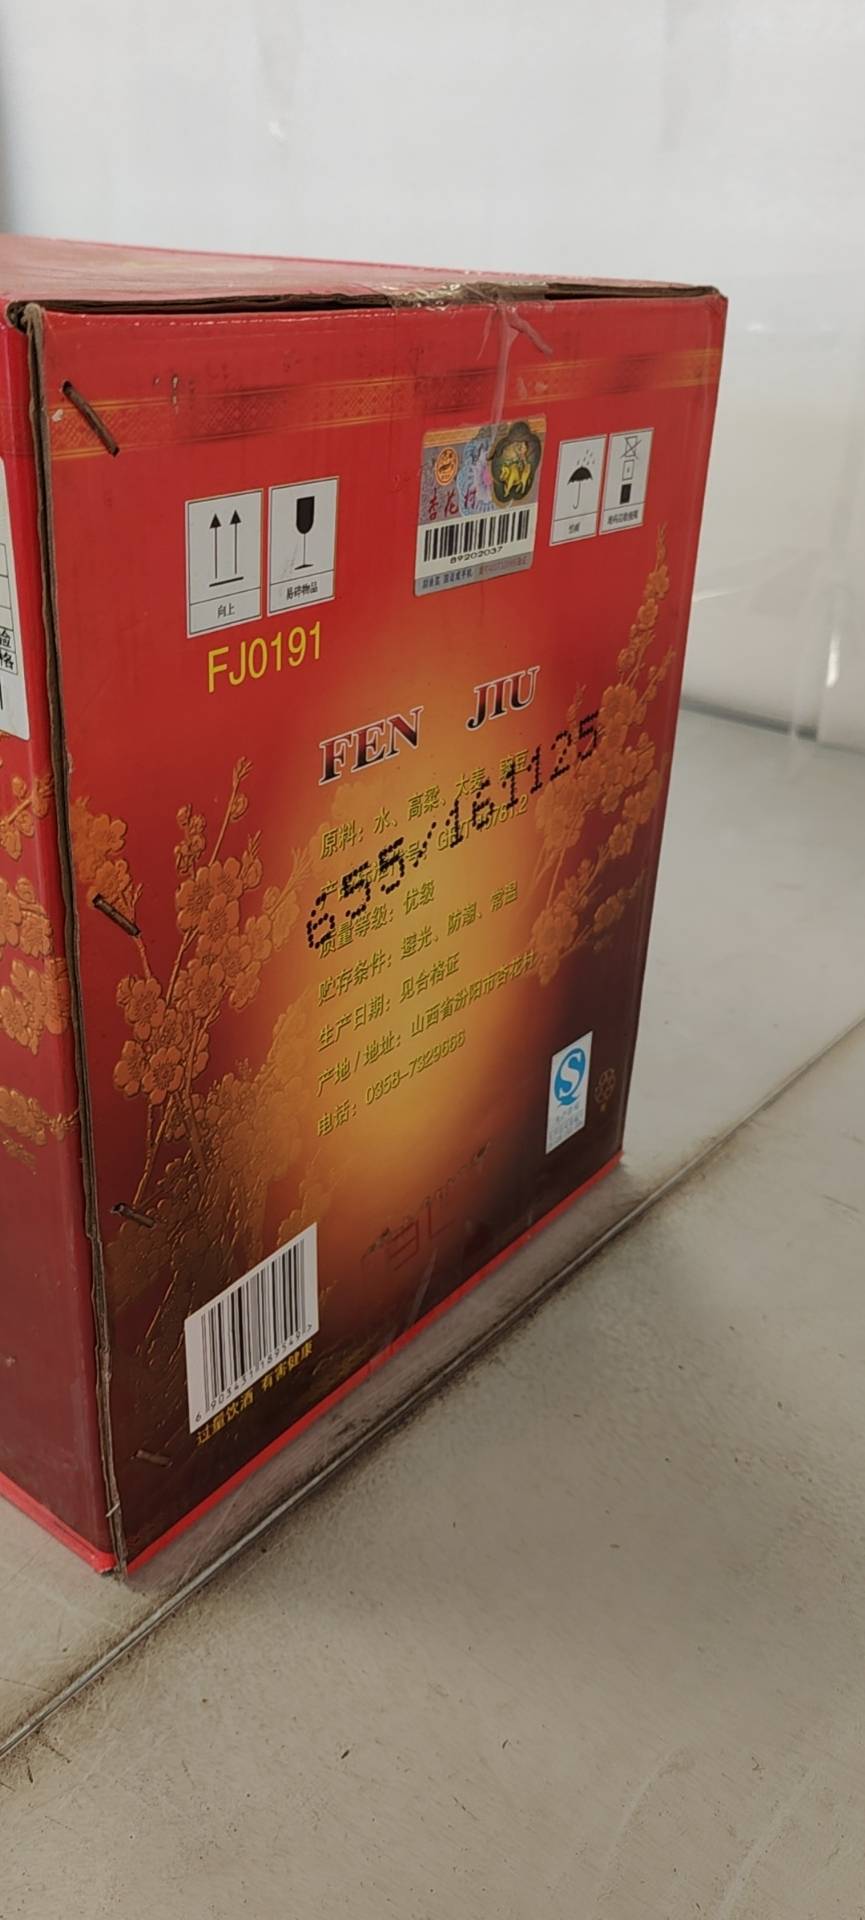 杏花村
89202037
向上
易碎物品
怕雨
FJ0191
FEN JIU
655/161125
原料：水、高粱、大麦、豌豆
质量等级：优级
贮存条件：避光、防潮、常温
生产日期：见合格证
产地/地址：山西省汾阳市杏花村
电话：0358-7329666
过量饮酒 有害健康